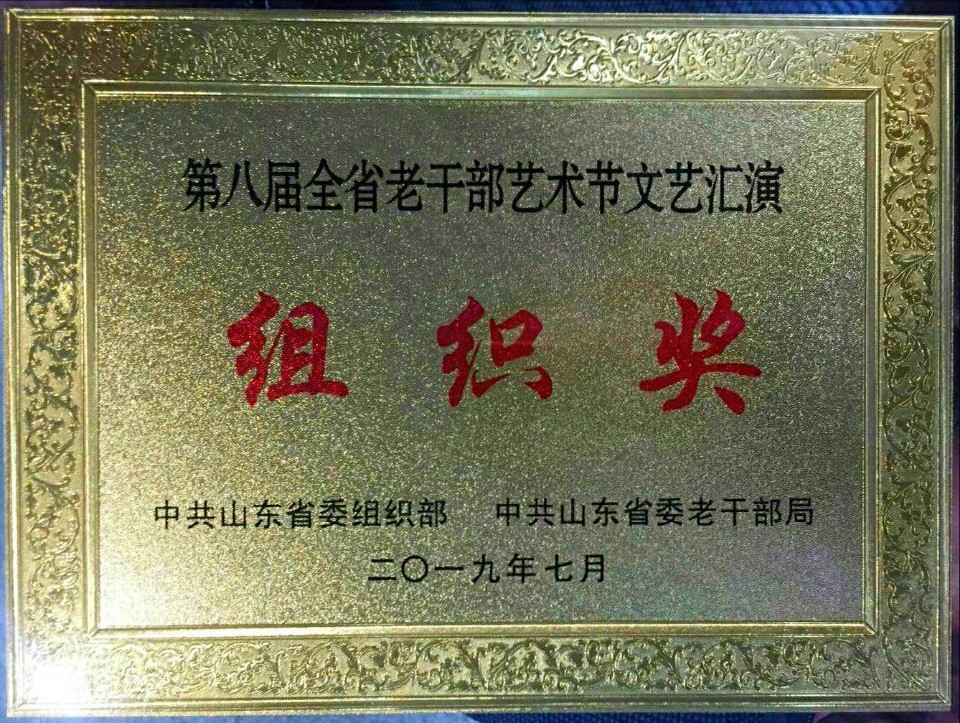 第八届全省老干部艺术节文艺汇演
组织奖
中共山东省委组织部 中共山东省委老干部局
二〇一九年七月